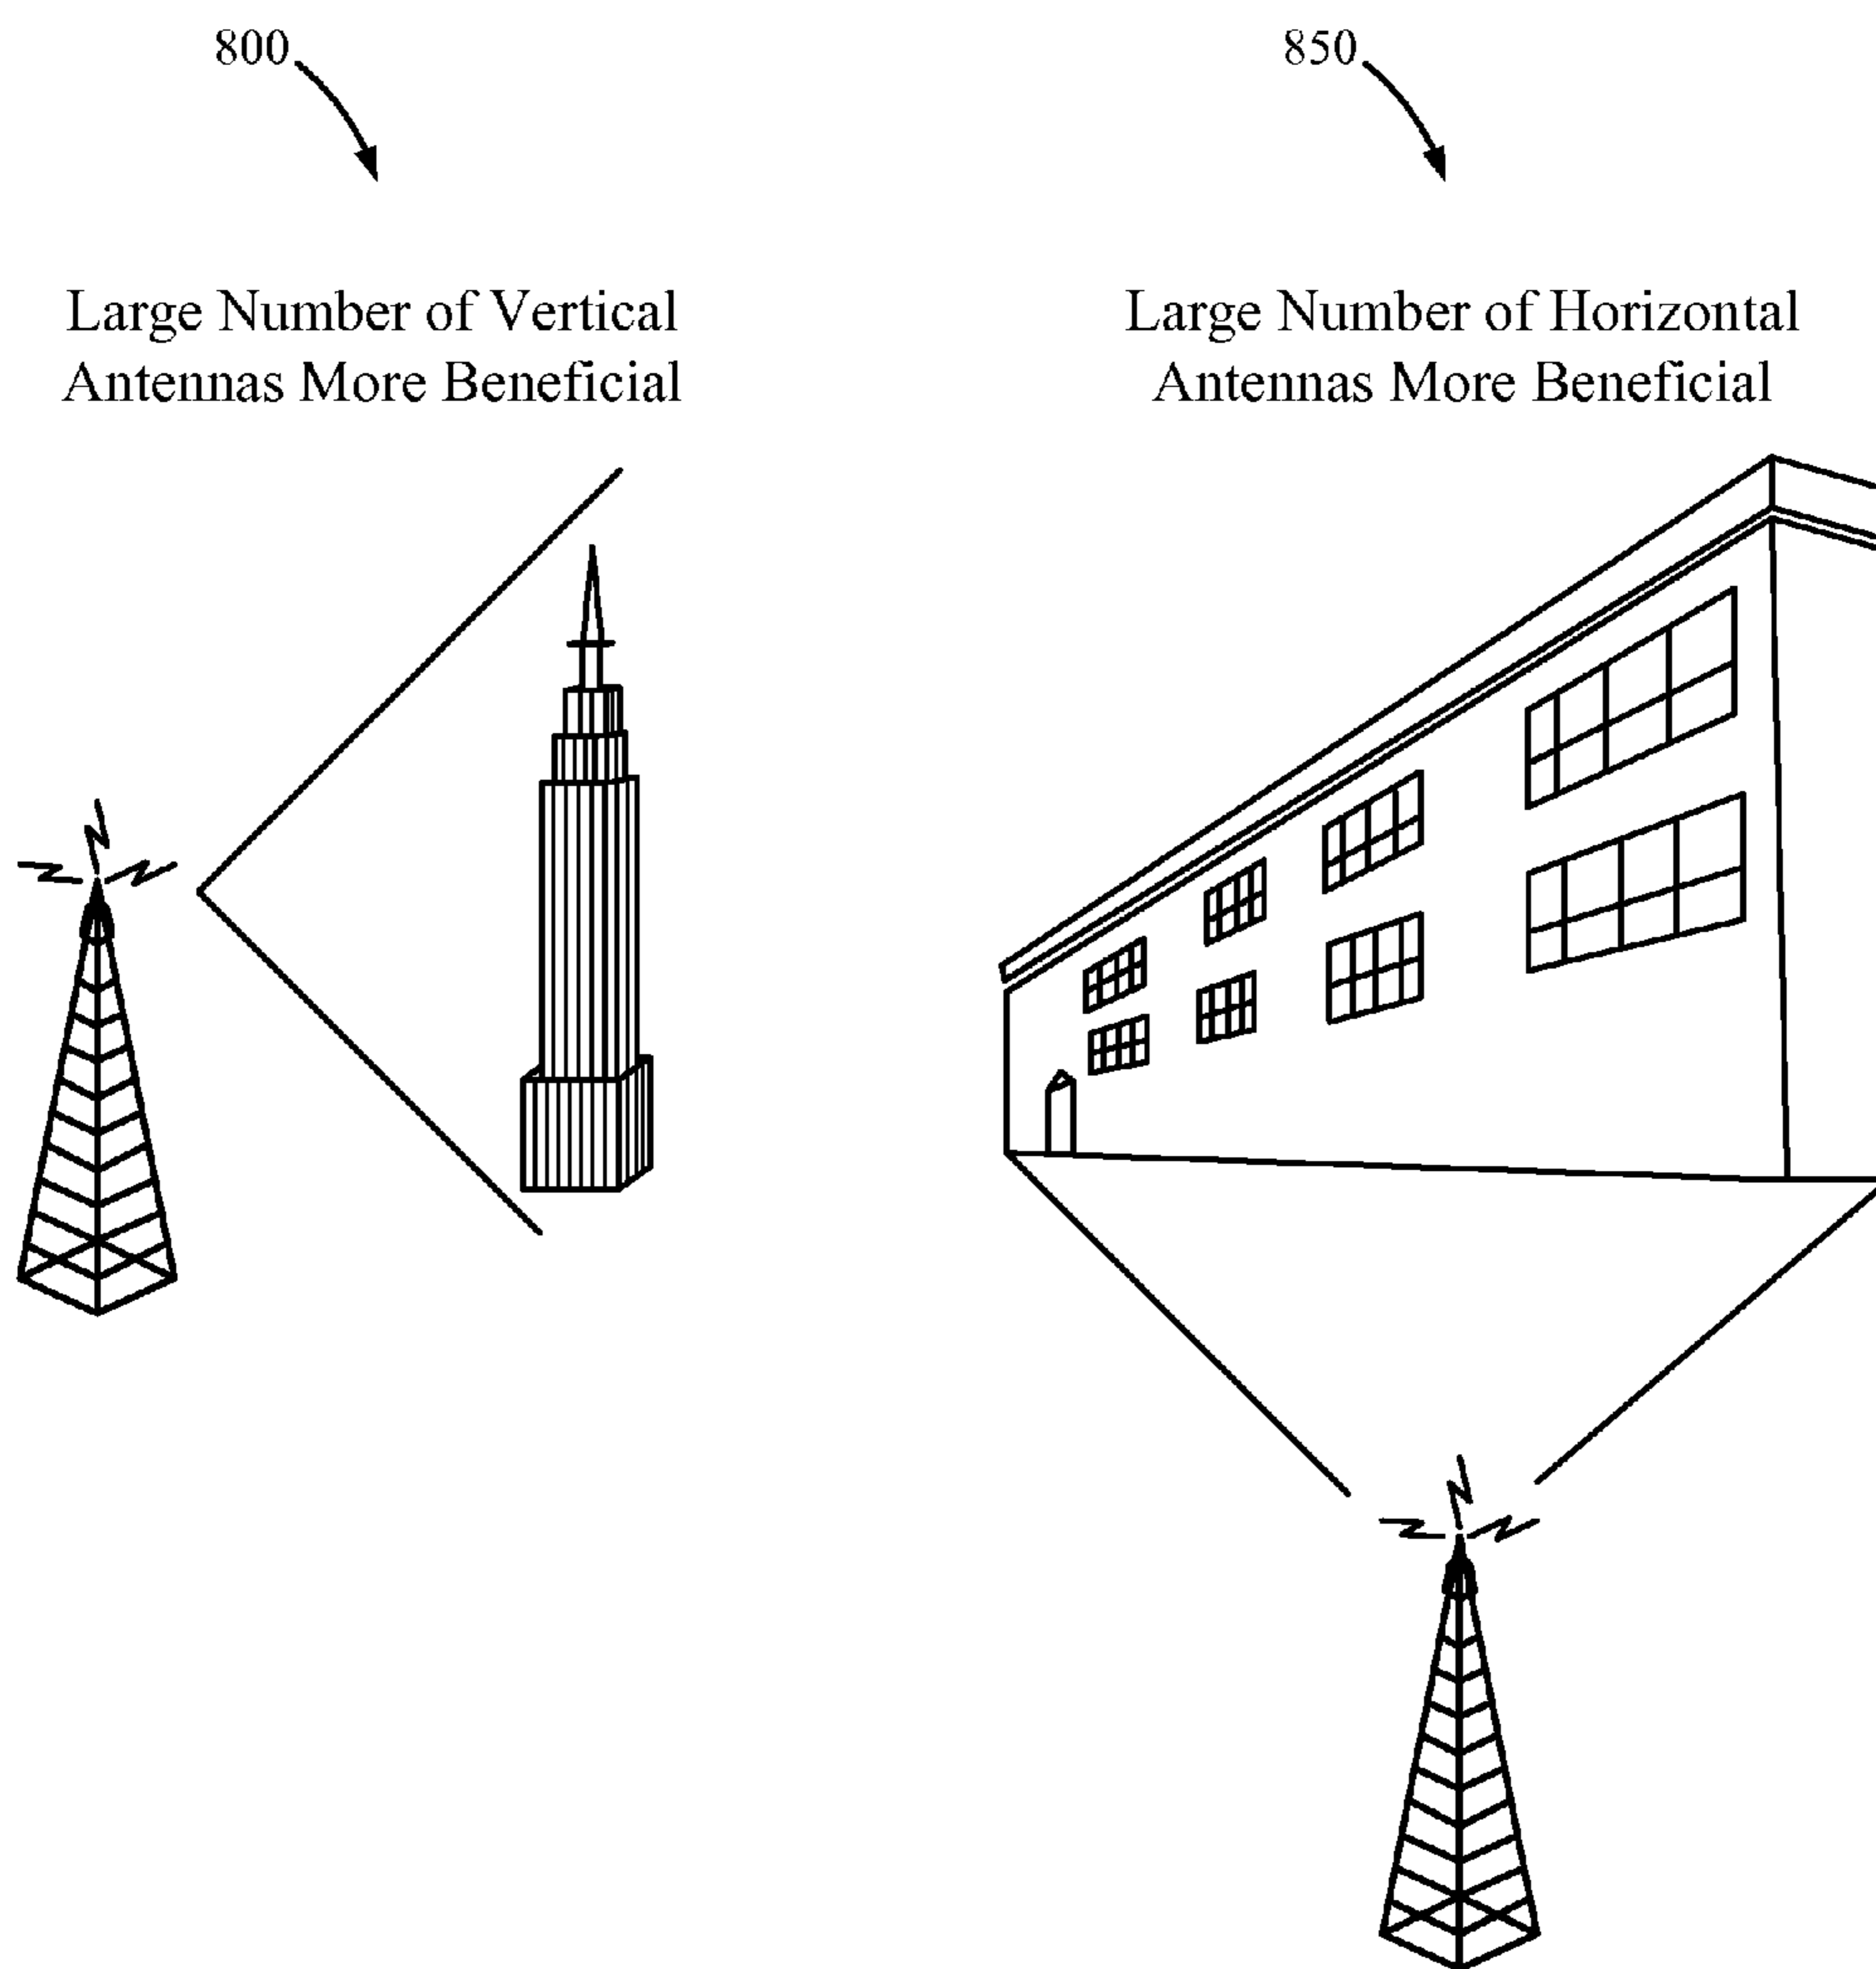 800
Large Number of Vertical
Antennas More Beneficial
850
Large Number of Horizontal
Antennas More Beneficial